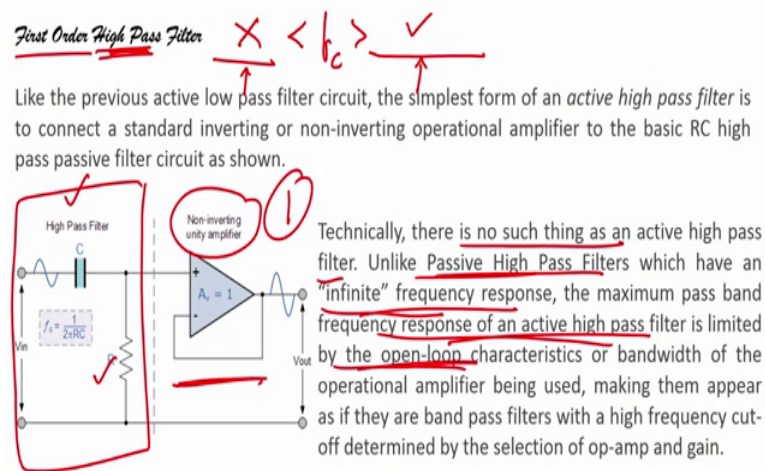 First Order High Pass Filter
X < fc > ✓
Like the previous active low pass filter circuit, the simplest form of an active high pass filter is
to connect a standard inverting or non-inverting operational amplifier to the basic RC high
pass passive filter circuit as shown.
High Pass Filter
C
fc = 1/2πRC
Vin
Non-inverting
unity amplifier
1
+
Av = 1
-
Vout
Technically, there is no such thing as an active high pass
filter. Unlike Passive High Pass Filters which have an
"infinite" frequency response, the maximum pass band
frequency response of an active high pass filter is limited
by the open-loop characteristics or bandwidth of the
operational amplifier being used, making them appear
as if they are band pass filters with a high frequency cut-
off determined by the selection of op-amp and gain.